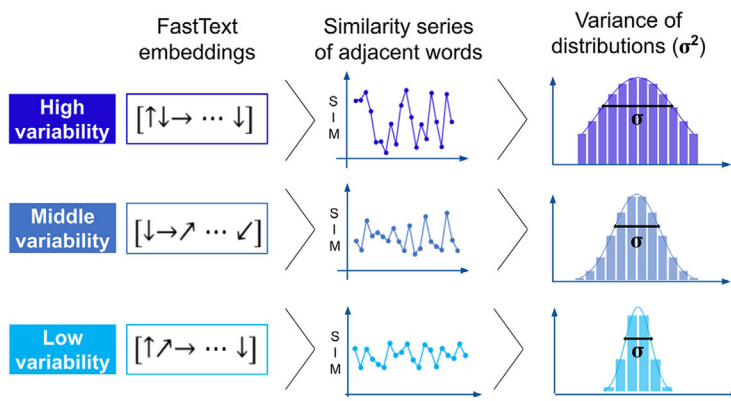 FastText
embeddings
Similarity series
of adjacent words
Variance of
distributions (σ²)
High
variability
[↑↓→ ⋯ ↓]
S
I
M
σ
Middle
variability
[↓→↗ ⋯ ↙]
S
I
M
σ
Low
variability
[↑↗→ ⋯ ↓]
S
I
M
σ